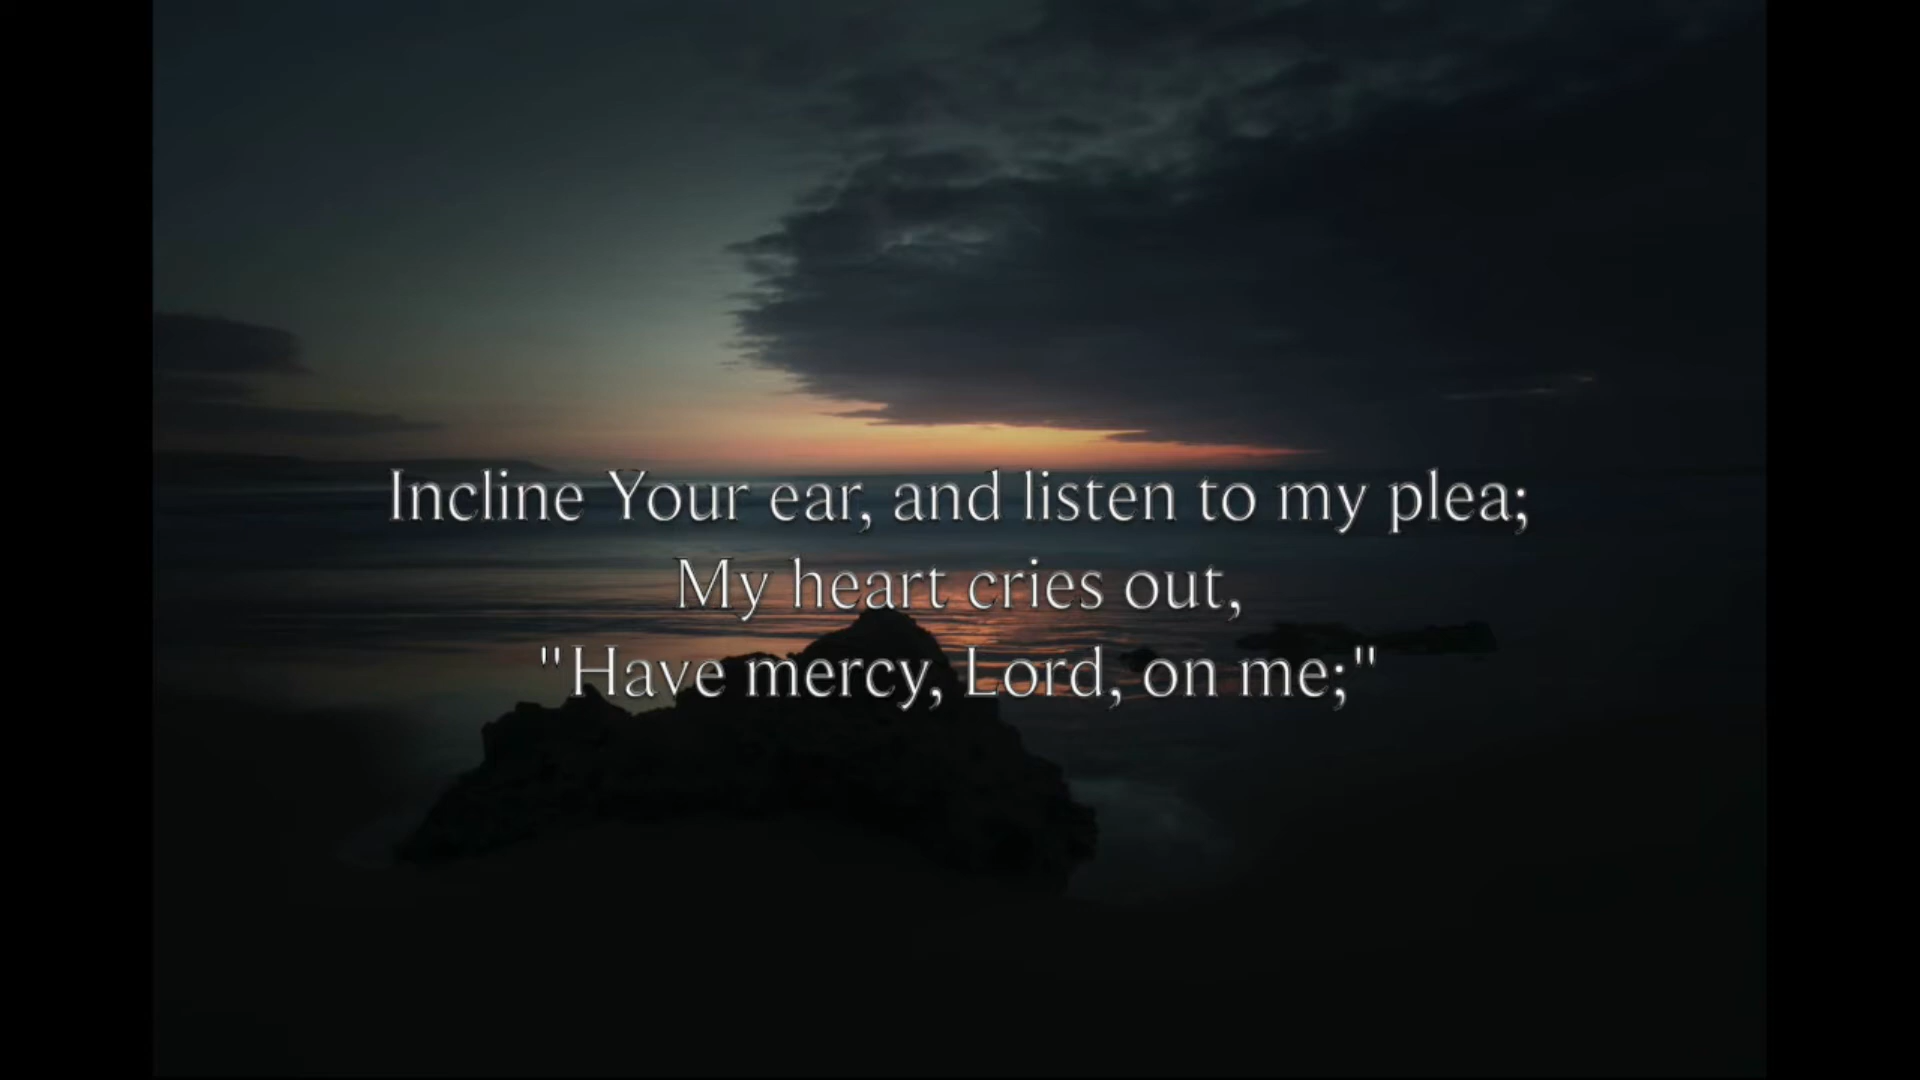 Incline Your ear, and listen to my plea;
My heart cries out,
"Have mercy, Lord, on me;"